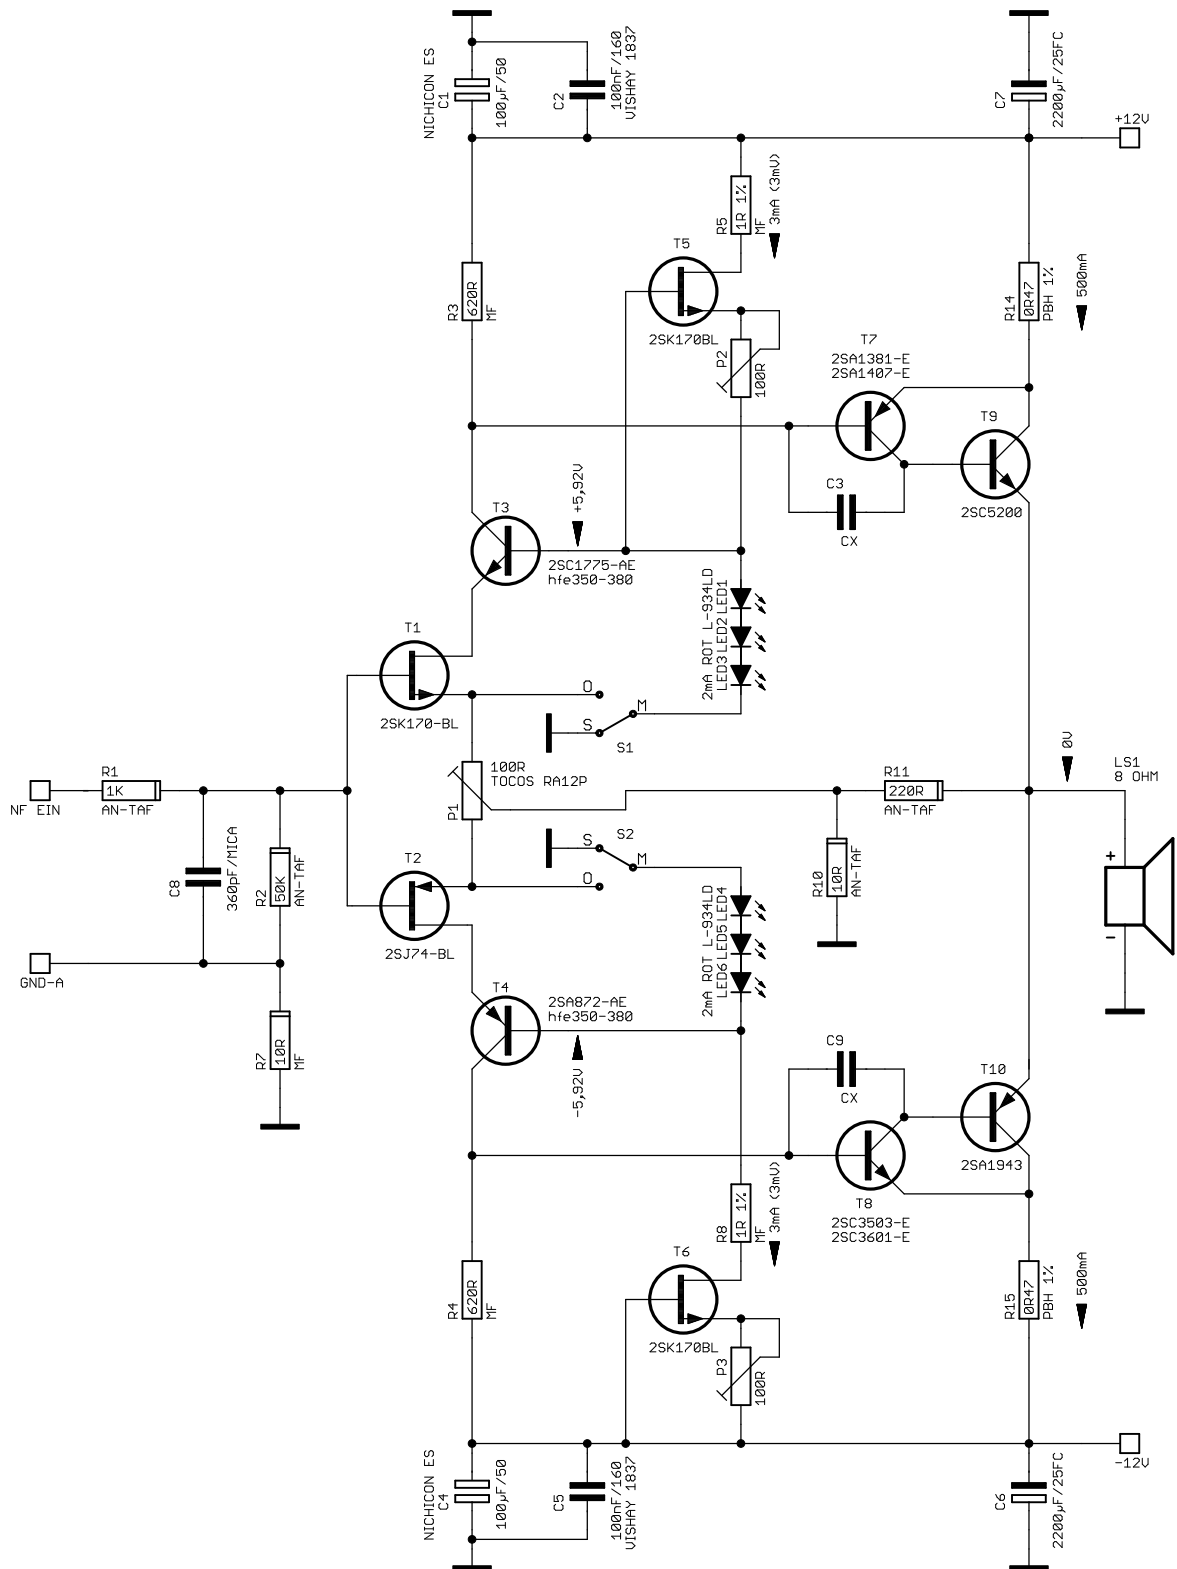 NICHICON ES
C1
100µF/50
C2
100nF/160
VISHAY 1837
C7
2200µF/25FC
+12V
R5
1R 1%
MF
3mA (3mV)
T5
2SK170BL
P2
100R
R3
620R
MF
R14
0R47
PBH 1%
500mA
T7
2SA1381-E
2SA1407-E
T9
2SC5200
C3
CX
T3
+5,92V
2SC1775-AE
hfe350-380
2mA ROT L-934LD
LED3 LED2 LED1
T1
2SK170-BL
O
S
M
S1
NF EIN
R1
1K
AN-TAF
P1
100R
TOCOS RA12P
R11
220R
AN-TAF
0V
LS1
8 OHM
+
-
C8
360pF/MICA
R2
50K
AN-TAF
T2
2SJ74-BL
S
M
O
S2
R10
10R
AN-TAF
GND-A
R7
10R
MF
2mA ROT L-934LD
LED6 LED5 LED4
T4
2SA872-AE
hfe350-380
-5,92V
C9
CX
T10
2SA1943
T8
2SC3503-E
2SC3601-E
R8
1R 1%
MF
3mA (3mV)
T6
2SK170BL
P3
100R
R4
620R
MF
R15
0R47
PBH 1%
500mA
-12V
NICHICON ES
C4
100µF/50
C5
100nF/160
VISHAY 1837
C6
2200µF/25FC